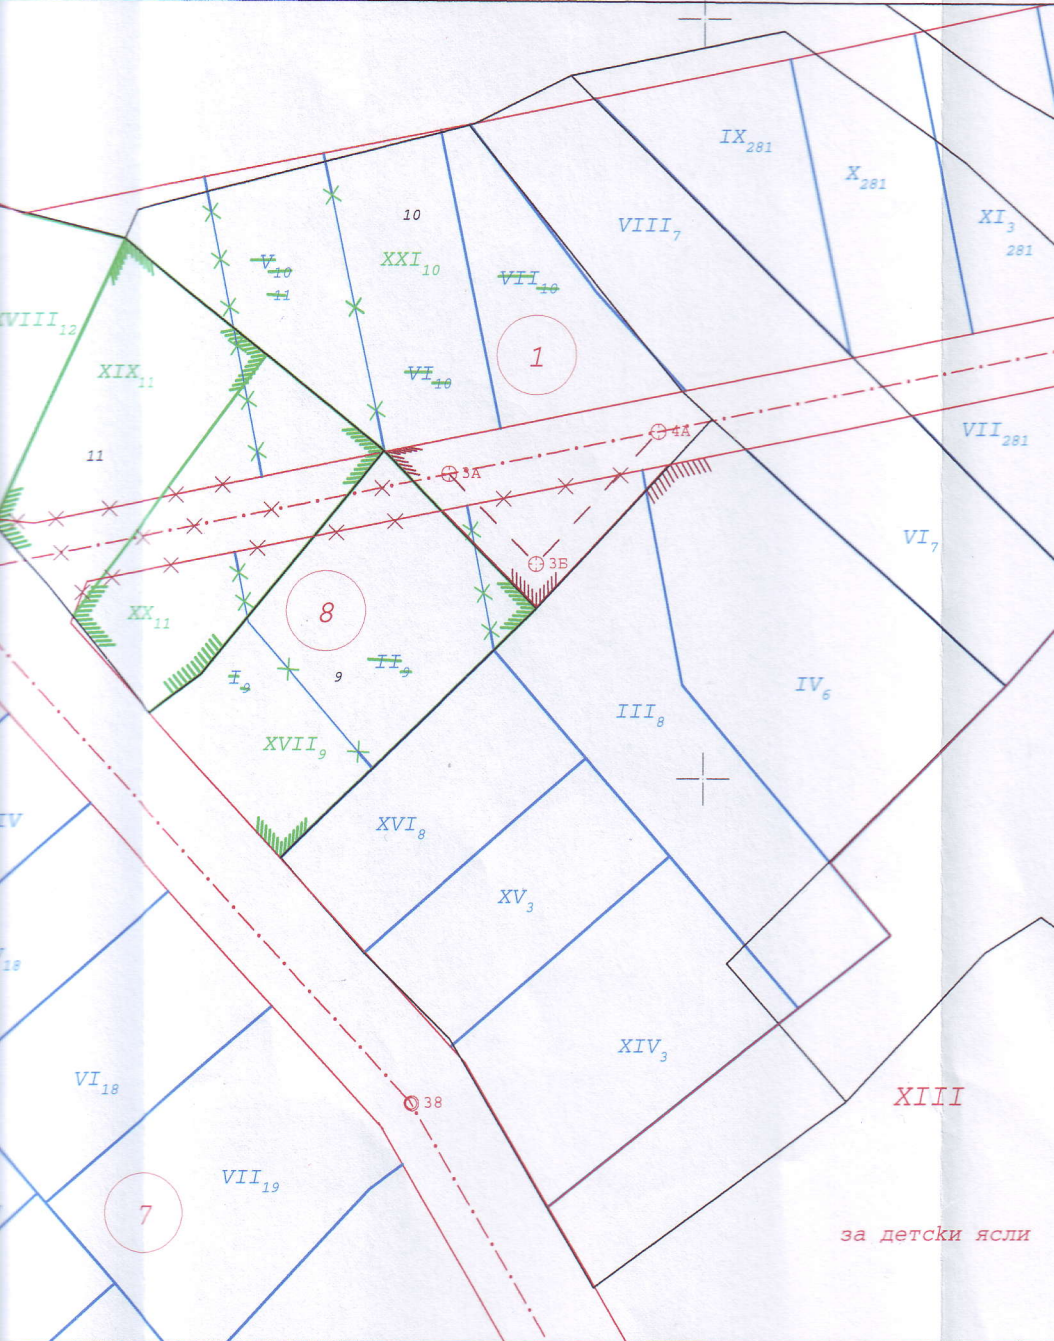 IX281
X281
XI3
281
VIII7
10
XXI10
V10
11
VII10
XVIII12
XIX11
VI10
1
4A
VII281
11
3A
VI7
3Б
XX11
8
I9
9
II9
IV6
III8
XVII9
IV
XVI8
XV3
18
XIV3
VI18
38
XIII
VII19
7
за детски ясли